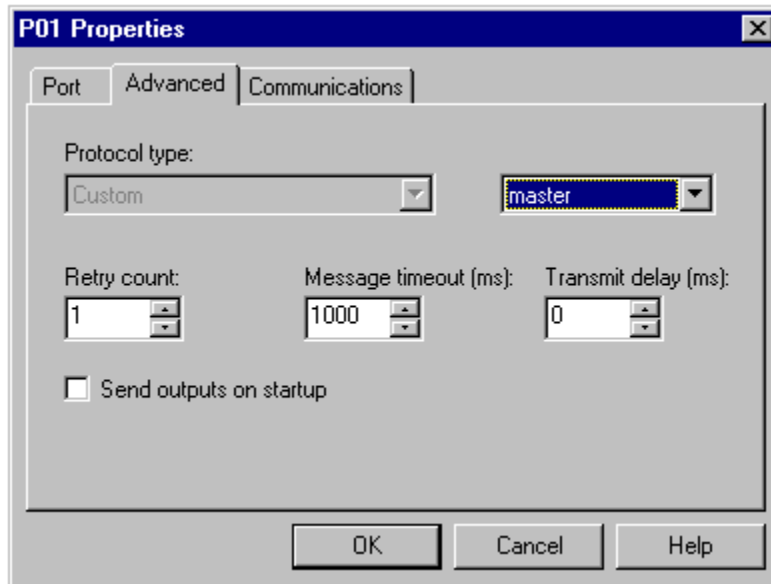 P01 Properties
Port Advanced Communications
Protocol type:
Custom master
Retry count: Message timeout (ms): Transmit delay (ms):
1 1000 0
Send outputs on startup
OK Cancel Help